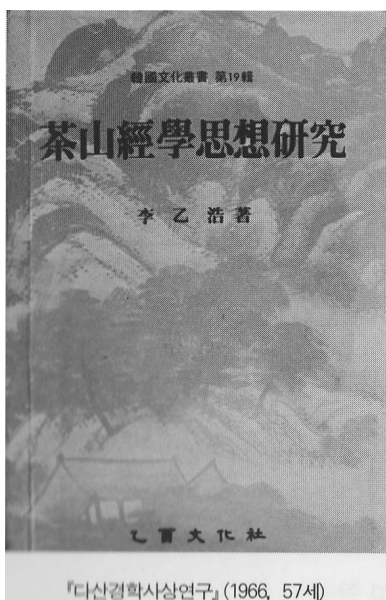 韓國文化叢書 第19輯
茶山經學思想研究
李乙浩 著
乙酉文化社
『다산경학사상연구』(1966, 57세)